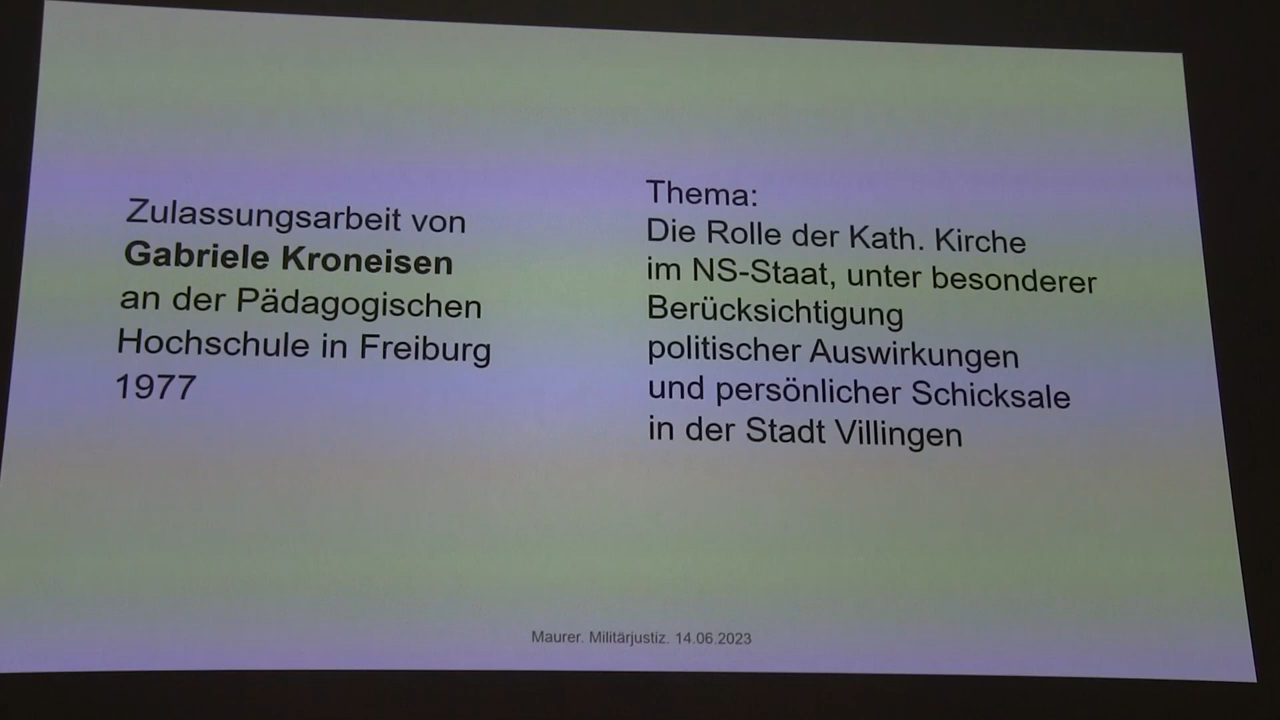 Zulassungsarbeit von
Gabriele Kroneisen
an der Pädagogischen
Hochschule in Freiburg
1977
Thema:
Die Rolle der Kath. Kirche
im NS-Staat, unter besonderer
Berücksichtigung
politischer Auswirkungen
und persönlicher Schicksale
in der Stadt Villingen
Maurer. Militärjustiz. 14.06.2023